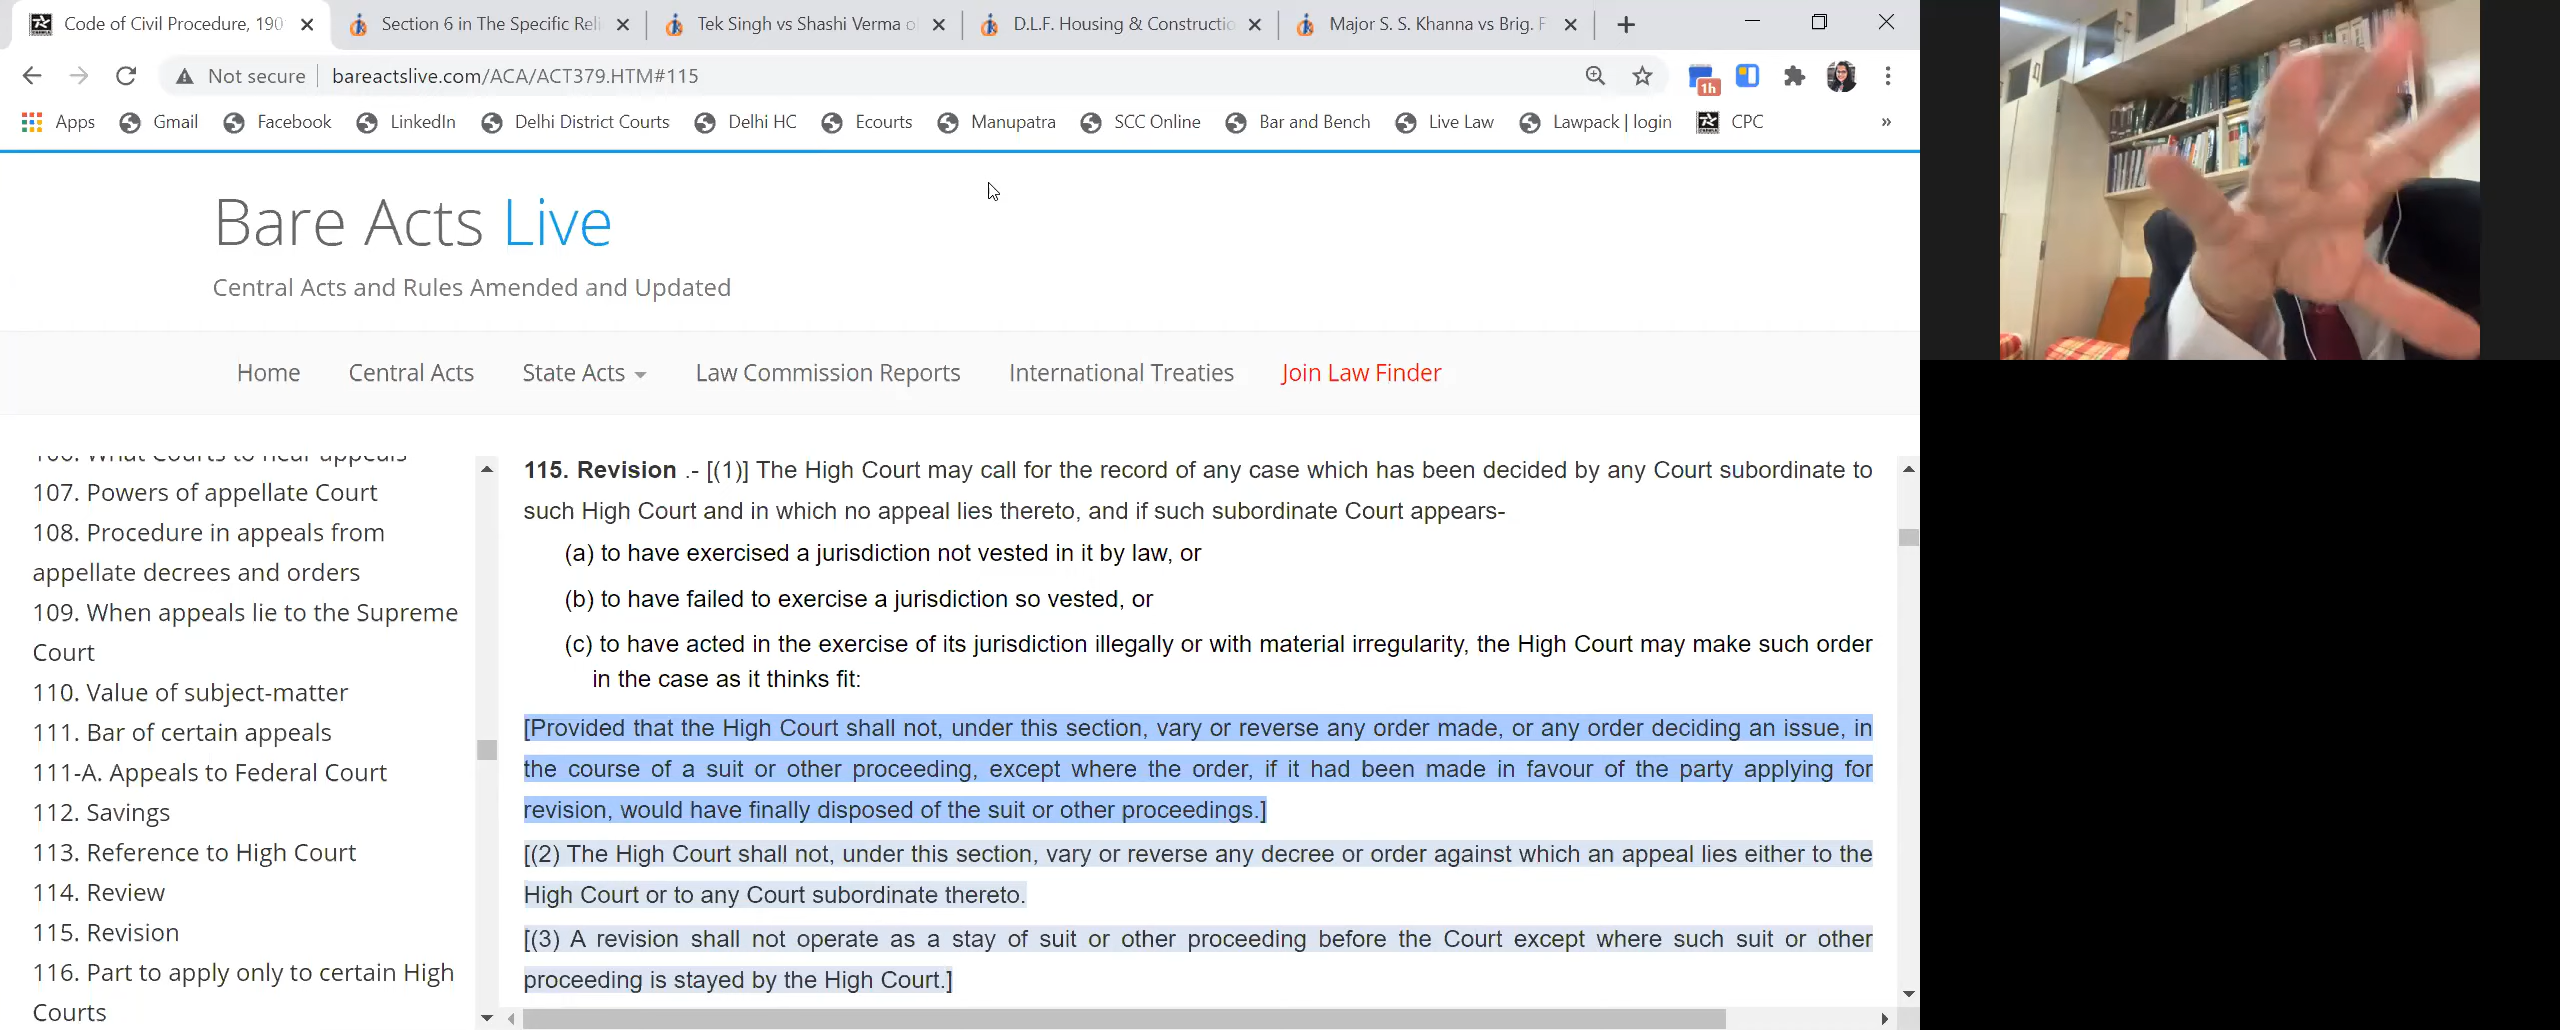 Code of Civil Procedure, 190
Section 6 in The Specific Reli
Tek Singh vs Shashi Verma o
D.L.F. Housing & Constructio
Major S. S. Khanna vs Brig. F
Not secure
bareactslive.com/ACA/ACT379.HTM#115
1h
Apps
Gmail
Facebook
LinkedIn
Delhi District Courts
Delhi HC
Ecourts
Manupatra
SCC Online
Bar and Bench
Live Law
Lawpack | login
CPC
»
Bare Acts Live
Central Acts and Rules Amended and Updated
Home
Central Acts
State Acts
Law Commission Reports
International Treaties
Join Law Finder
106. What Courts to hear appeals
107. Powers of appellate Court
108. Procedure in appeals from
appellate decrees and orders
109. When appeals lie to the Supreme
Court
110. Value of subject-matter
111. Bar of certain appeals
111-A. Appeals to Federal Court
112. Savings
113. Reference to High Court
114. Review
115. Revision
116. Part to apply only to certain High
Courts
115. Revision .- [(1)] The High Court may call for the record of any case which has been decided by any Court subordinate to
such High Court and in which no appeal lies thereto, and if such subordinate Court appears-
(a) to have exercised a jurisdiction not vested in it by law, or
(b) to have failed to exercise a jurisdiction so vested, or
(c) to have acted in the exercise of its jurisdiction illegally or with material irregularity, the High Court may make such order
in the case as it thinks fit:
[Provided that the High Court shall not, under this section, vary or reverse any order made, or any order deciding an issue, in
the course of a suit or other proceeding, except where the order, if it had been made in favour of the party applying for
revision, would have finally disposed of the suit or other proceedings.]
[(2) The High Court shall not, under this section, vary or reverse any decree or order against which an appeal lies either to the
High Court or to any Court subordinate thereto.
[(3) A revision shall not operate as a stay of suit or other proceeding before the Court except where such suit or other
proceeding is stayed by the High Court.]